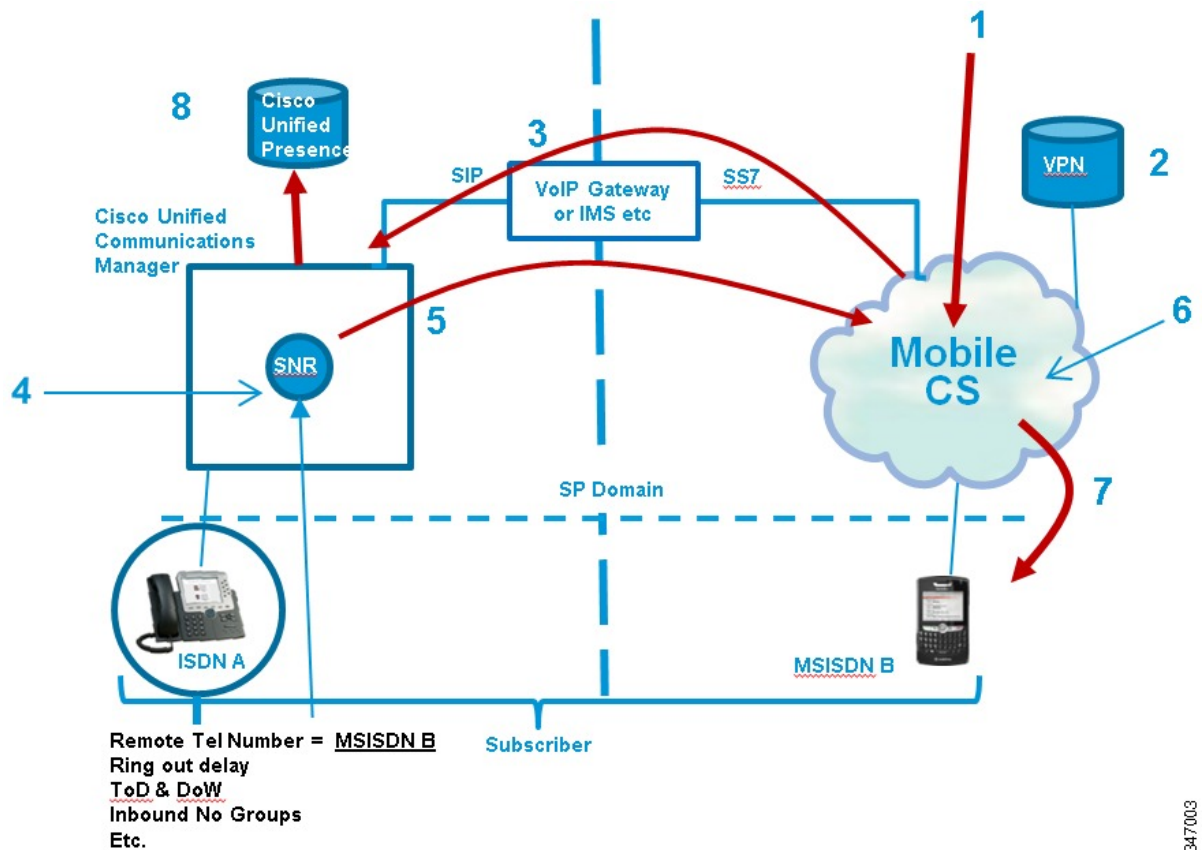 1
8
Cisco
Unified
Presence
3
VPN
2
SIP
VoIP Gateway
or IMS etc
SS7
Cisco Unified
Communications
Manager
5
6
SNR
Mobile
CS
4
SP Domain
7
ISDN A
MSISDN B
Remote Tel Number = MSISDN B
Subscriber
Ring out delay
ToD & DoW
Inbound No Groups
Etc.
347003